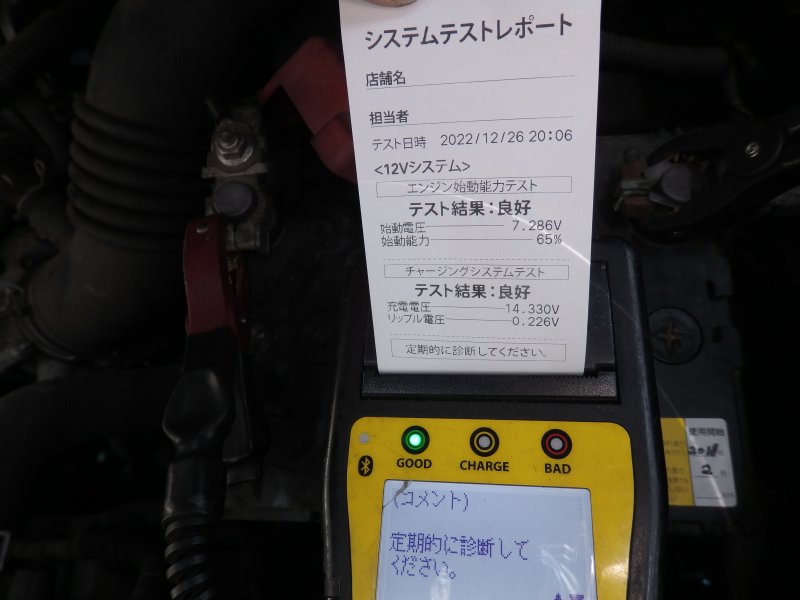 システムテストレポート
店舗名
担当者
テスト日時 2022/12/26 20:06
<12Vシステム>
エンジン始動能力テスト
テスト結果:良好
始動電圧 7.286V
始動能力 65%
チャージングシステムテスト
テスト結果:良好
充電電圧 14.330V
リップル電圧 0.226V
定期的に診断してください。
GOOD
CHARGE
BAD
(コメント)
定期的に診断して
ください。
使用開始
2 月